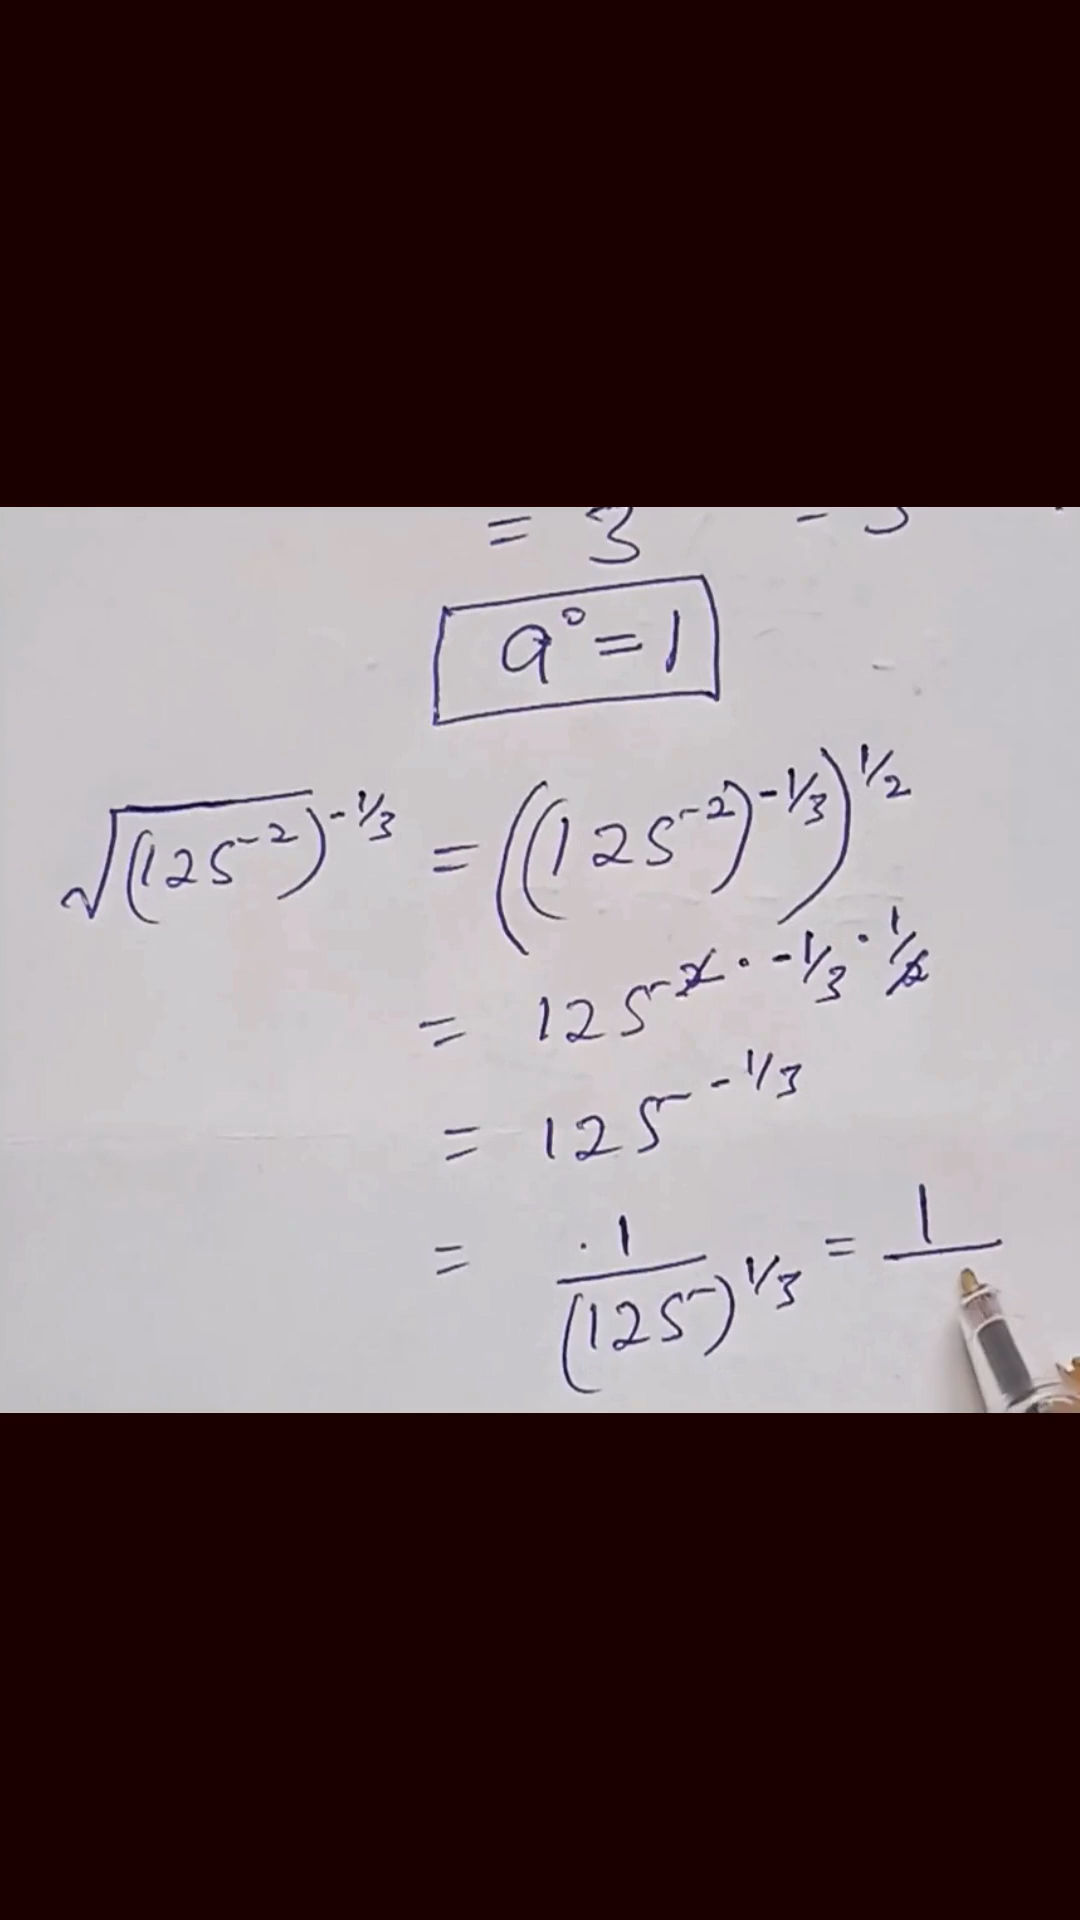 = 3 - 3
a° = 1
√(125⁻²)^-1/3 = ((125⁻²)^-1/3)^1/2
= 125^-2 · -1/3 · 1/2
= 125^-1/3
= 1/(125)^1/3 = 1/